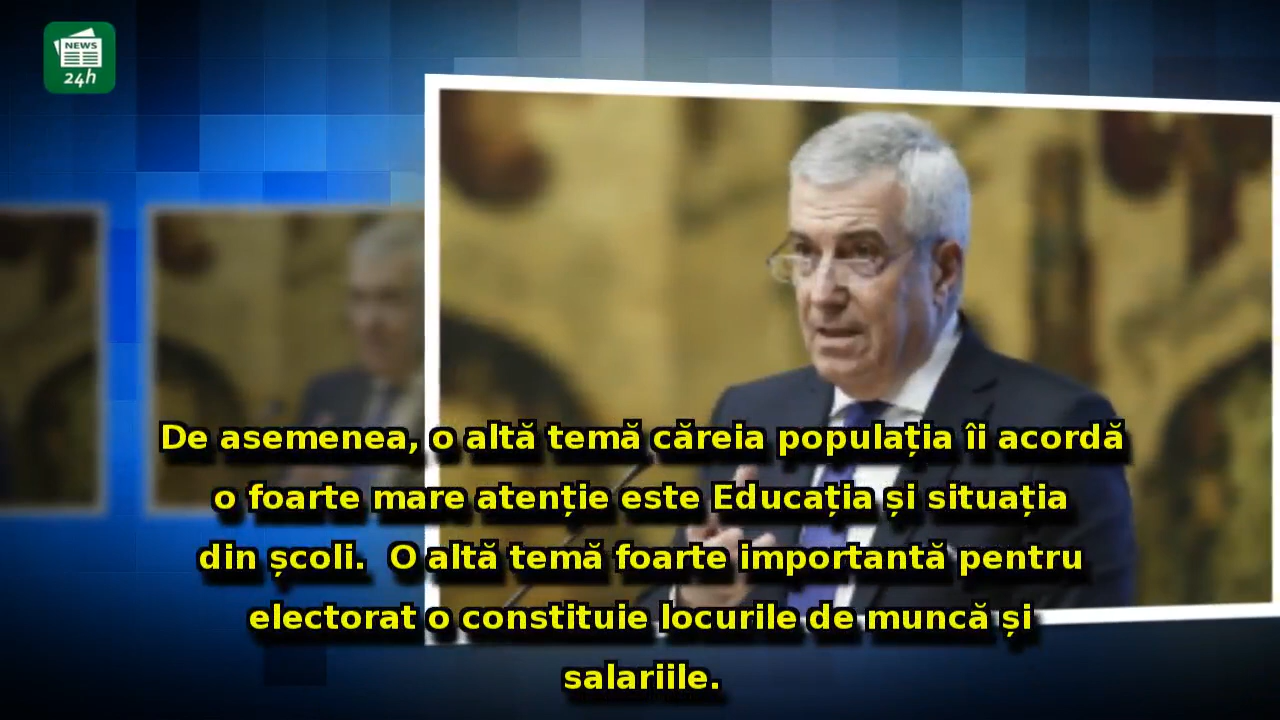 NEWS
24h
De asemenea, o altă temă căreia populația îi acordă
o foarte mare atenție este Educația și situația
din școli.  O altă temă foarte importantă pentru
electorat o constituie locurile de muncă și
salariile.